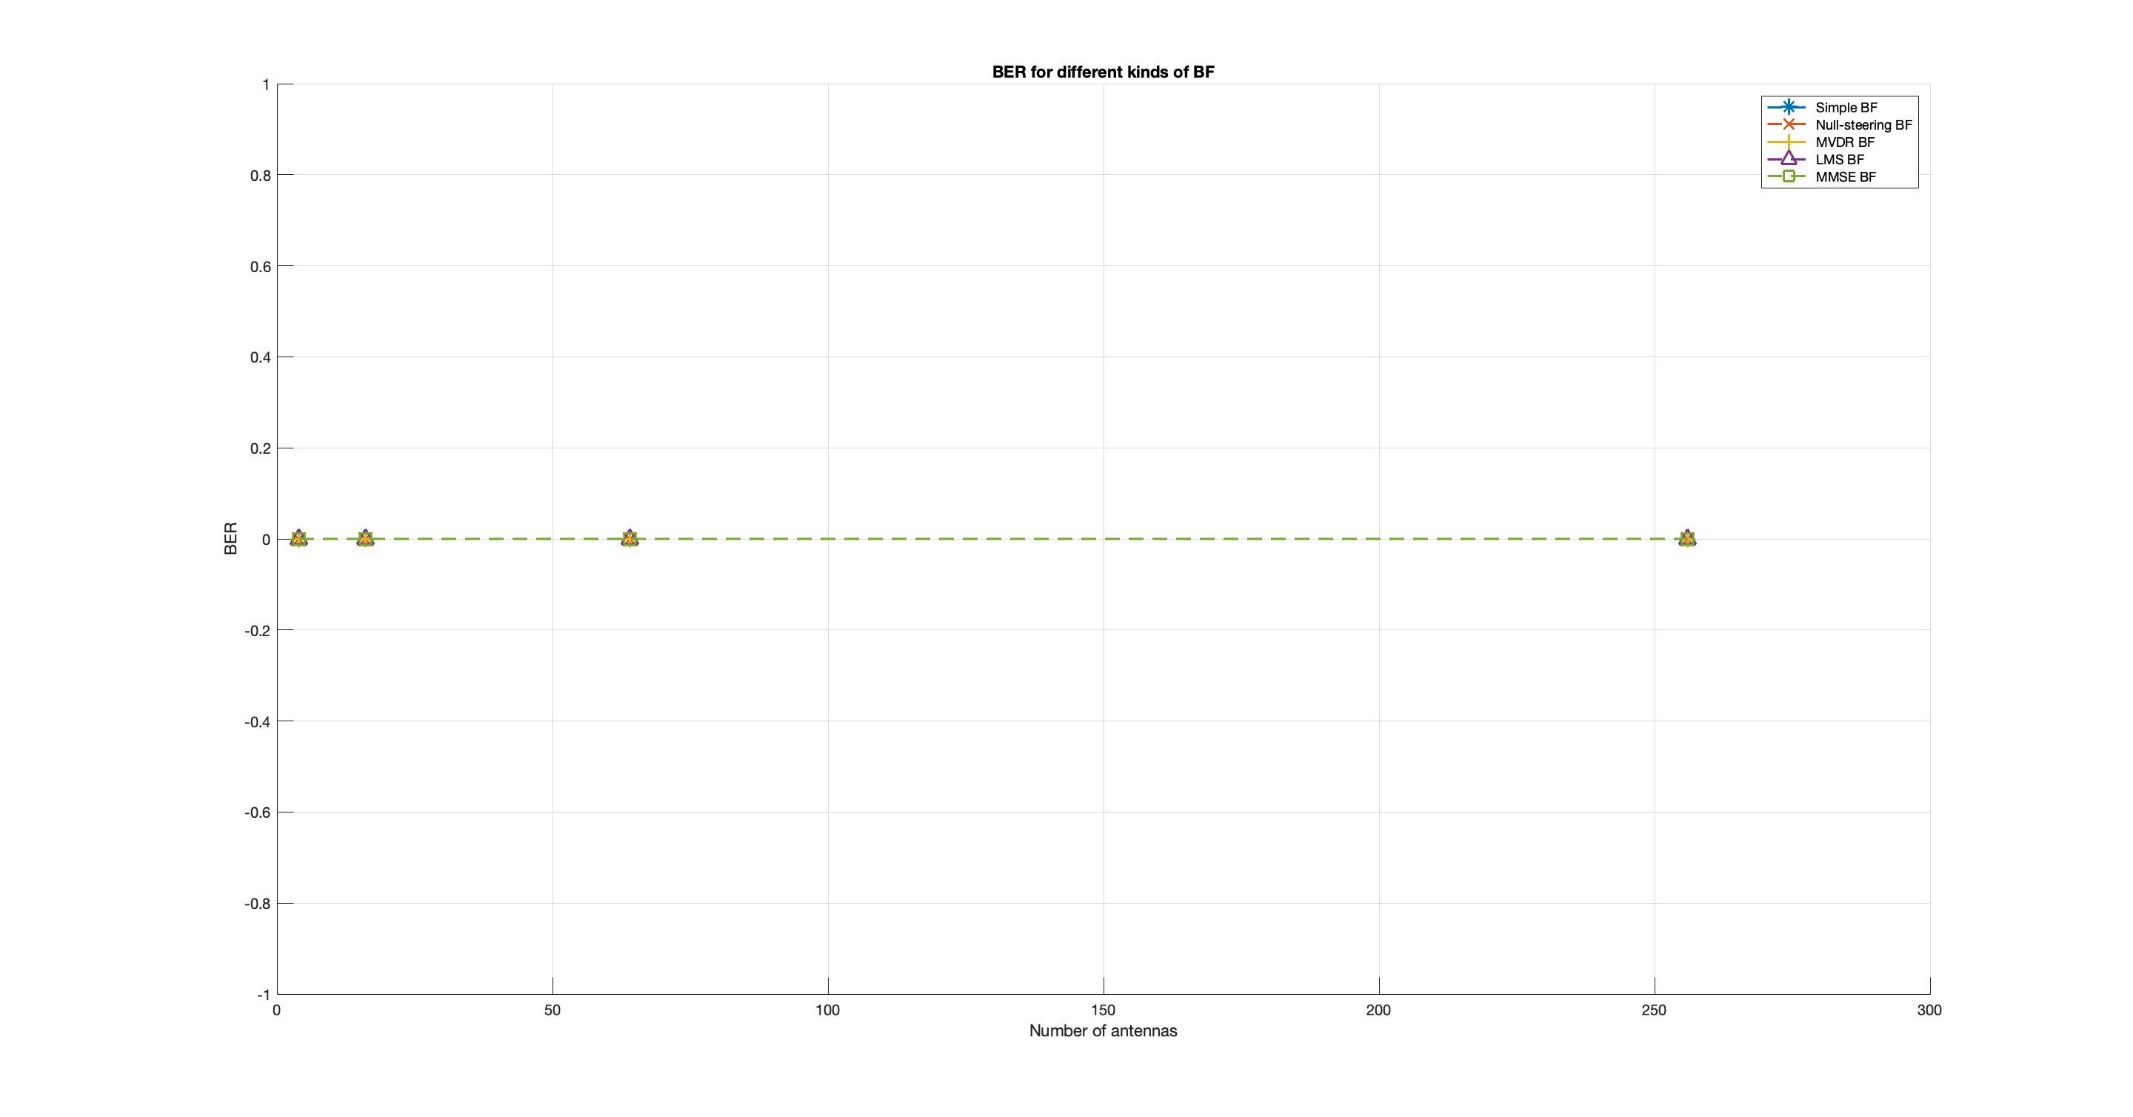 BER for different kinds of BF
Simple BF
Null-steering BF
MVDR BF
LMS BF
MMSE BF
1
0.8
0.6
0.4
0.2
0
-0.2
-0.4
-0.6
-0.8
-1
BER
0 50 100 150 200 250 300
Number of antennas